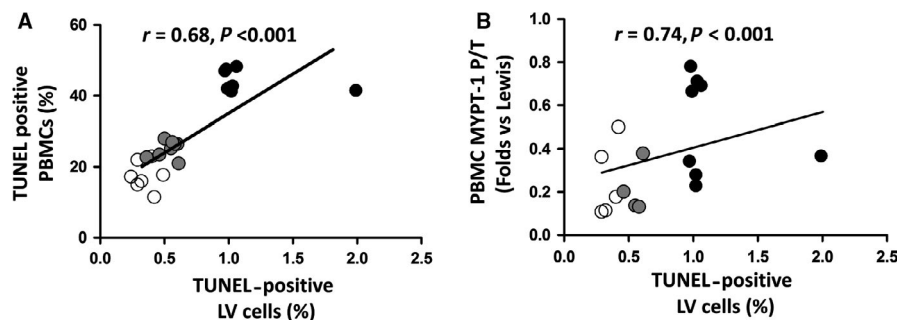 A
r = 0.68, P <0.001
TUNEL positive
PBMCs (%)
60
40
20
0
0.0 0.5 1.0 1.5 2.0 2.5
TUNEL-positive
LV cells (%)
B
r = 0.74, P < 0.001
PBMC MYPT-1 P/T
(Folds vs Lewis)
1.0
0.8
0.6
0.4
0.2
0.0
0.0 0.5 1.0 1.5 2.0 2.5
TUNEL-positive
LV cells (%)